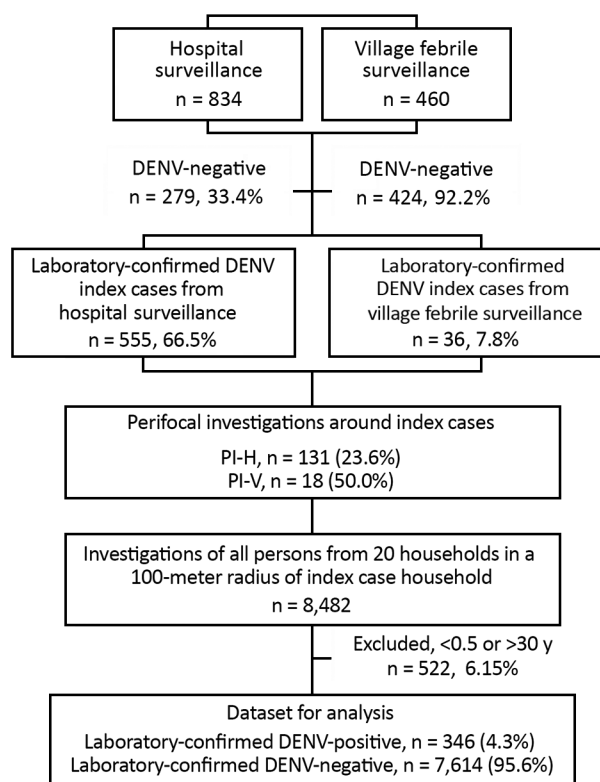 Hospital
surveillance
n = 834
Village febrile
surveillance
n = 460
DENV-negative
n = 279, 33.4%
DENV-negative
n = 424, 92.2%
Laboratory-confirmed DENV
index cases from
hospital surveillance
n = 555, 66.5%
Laboratory-confirmed
DENV index cases from
village febrile surveillance
n = 36, 7.8%
Perifocal investigations around index cases
PI-H, n = 131 (23.6%)
PI-V, n = 18 (50.0%)
Investigations of all persons from 20 households in a
100-meter radius of index case household
n = 8,482
Excluded, <0.5 or >30 y
n = 522, 6.15%
Dataset for analysis
Laboratory-confirmed DENV-positive, n = 346 (4.3%)
Laboratory-confirmed DENV-negative, n = 7,614 (95.6%)